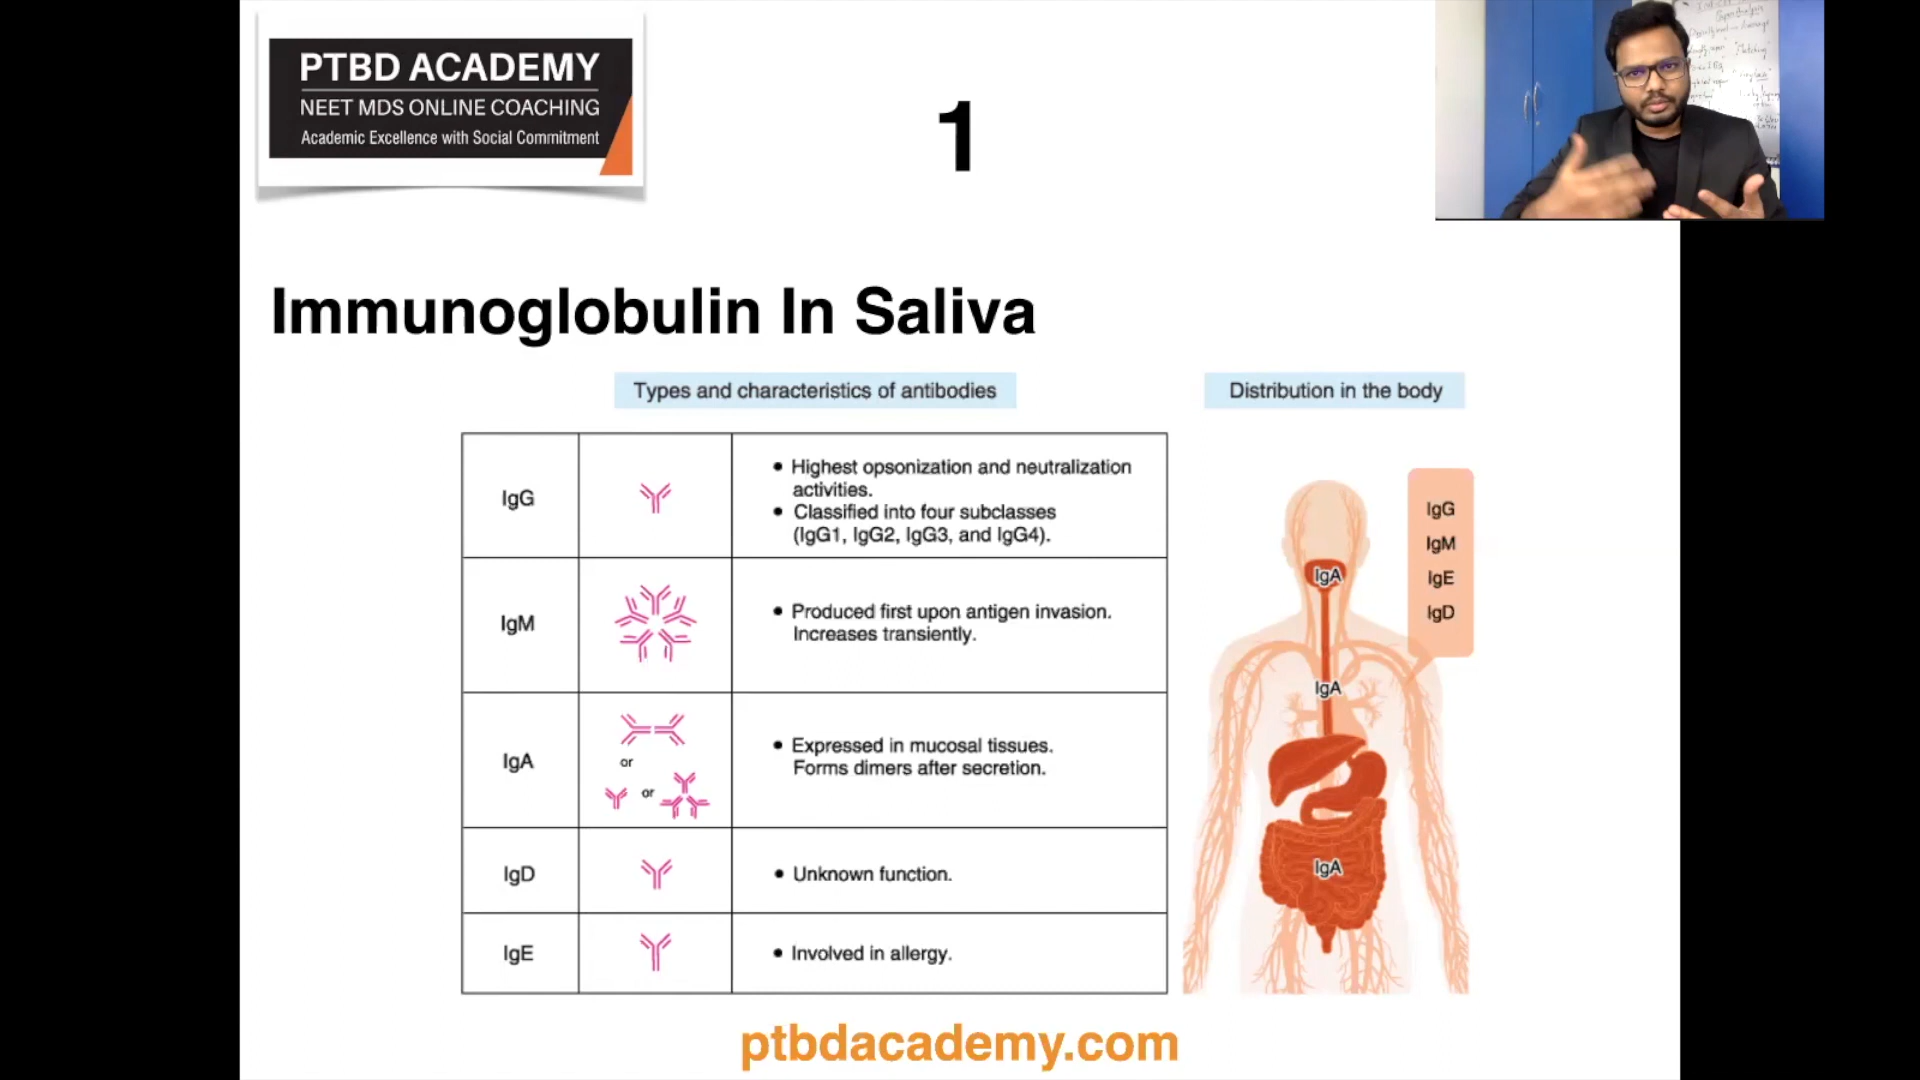 PTBD ACADEMY
NEET MDS ONLINE COACHING
Academic Excellence with Social Commitment
1
Immunoglobulin In Saliva
Types and characteristics of antibodies
IgG
• Highest opsonization and neutralization
activities.
• Classified into four subclasses
(IgG1, IgG2, IgG3, and IgG4).
IgM
• Produced first upon antigen invasion.
Increases transiently.
IgA
or
or
• Expressed in mucosal tissues.
Forms dimers after secretion.
IgD
• Unknown function.
IgE
• Involved in allergy.
Distribution in the body
IgG
IgM
IgE
IgD
IgA
IgA
IgA
ptbdacademy.com